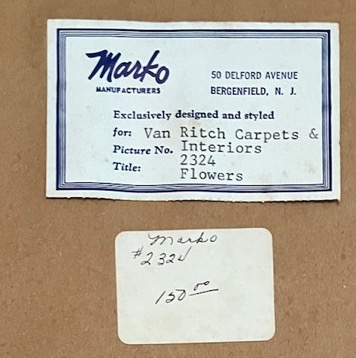 Marko
MANUFACTURERS
50 DELFORD AVENUE
BERGENFIELD, N. J.
Exclusively designed and styled
for: Van Ritch Carpets &
Interiors
Picture No. 2324
Title: Flowers
Marko
#2324
150.00